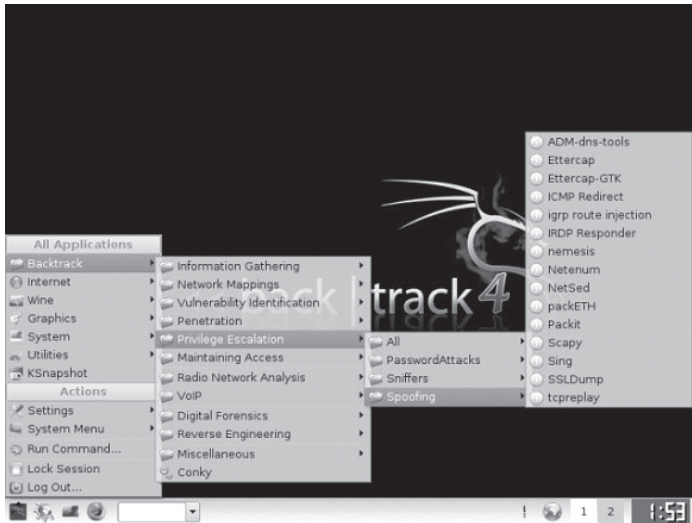 All Applications
Backtrack
Internet
Wine
Graphics
System
Utilities
KSnapshot
Actions
Settings
System Menu
Run Command...
Lock Session
Log Out...
Information Gathering
Network Mappings
Vulnerability Identification
Penetration
Privilege Escalation
Maintaining Access
Radio Network Analysis
VoIP
Digital Forensics
Reverse Engineering
Miscellaneous
Conky
All
PasswordAttacks
Sniffers
Spoofing
ADM-dns-tools
Ettercap
Ettercap-GTK
ICMP Redirect
igrp route injection
IRDP Responder
nemesis
Netenum
NetSed
packETH
Packit
Scapy
Sing
SSLDump
tcpreplay
back | track 4
1 2 1:53